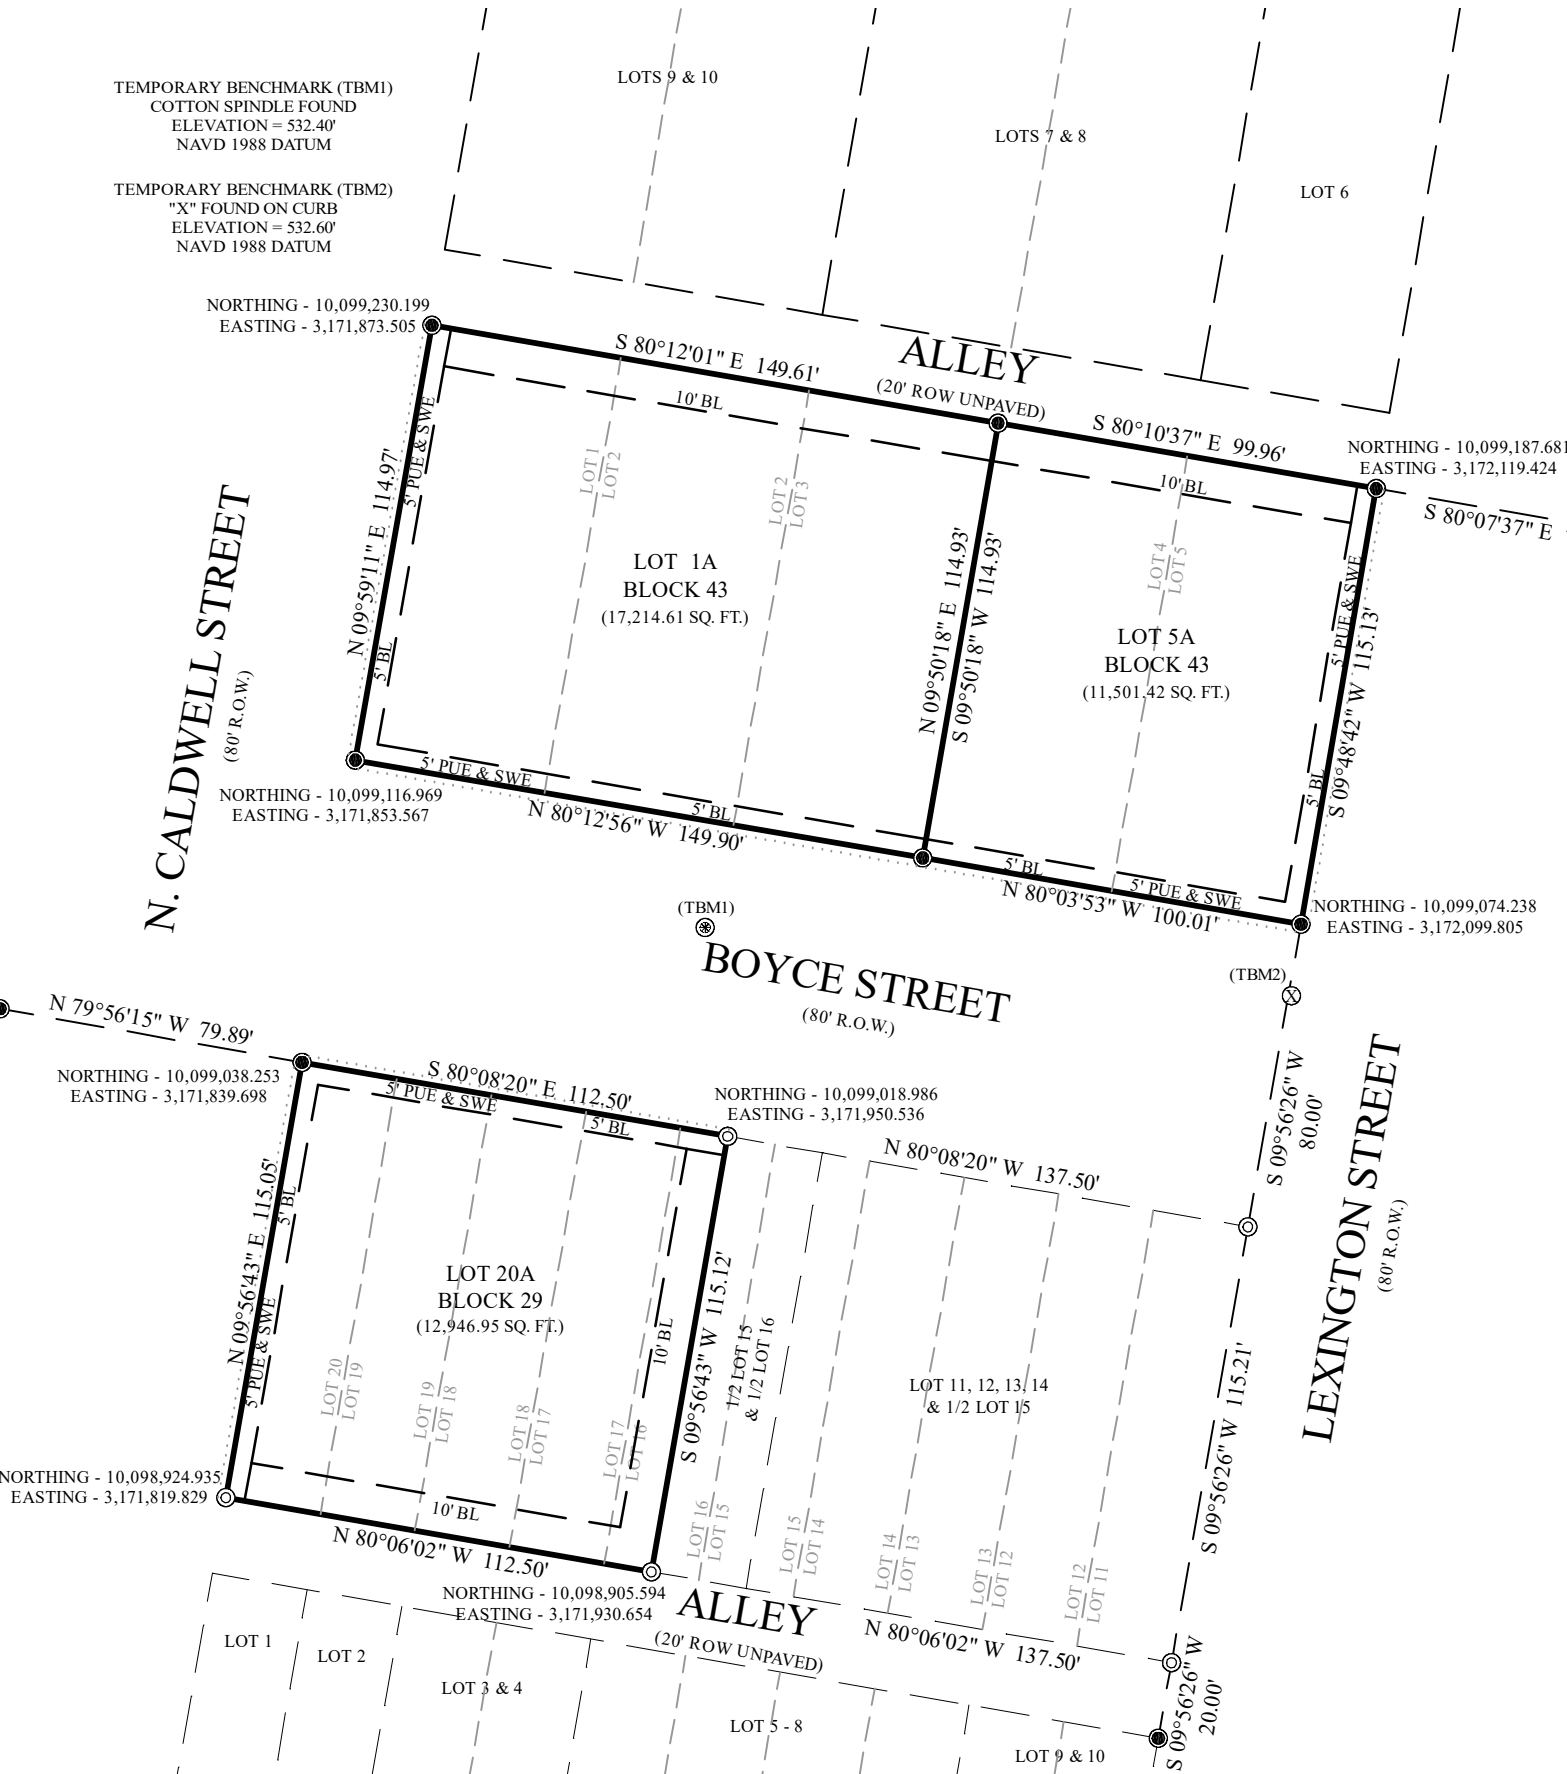 LOTS 9 & 10
LOTS 7 & 8
LOT 6
TEMPORARY BENCHMARK (TBM1)
COTTON SPINDLE FOUND
ELEVATION = 532.40'
NAVD 1988 DATUM
TEMPORARY BENCHMARK (TBM2)
"X" FOUND ON CURB
ELEVATION = 532.60'
NAVD 1988 DATUM
NORTHING - 10,099,230.199
EASTING - 3,171,873.505
S 80°12'01" E 149.61'
ALLEY
(20' ROW UNPAVED)
S 80°10'37" E 99.96'
NORTHING - 10,099,187.681
EASTING - 3,172,119.424
S 80°07'37" E
10' BL
10' BL
5' PUE & SWE
N 09°59'11" E 114.97'
5' BL
LOT 1
LOT 2
LOT 2
LOT 3
LOT 4
LOT 5
LOT 1A
BLOCK 43
(17,214.61 SQ. FT.)
N 09°50'18" E 114.93'
S 09°50'18" W 114.93'
LOT 5A
BLOCK 43
(11,501.42 SQ. FT.)
5' PUE & SWE
S 09°48'42" W 115.13'
5' BL
N. CALDWELL STREET
(80' R.O.W.)
5' PUE & SWE
5' BL
NORTHING - 10,099,116.969
EASTING - 3,171,853.567
N 80°12'56" W 149.90'
5' BL
5' PUE & SWE
N 80°03'53" W 100.01'
NORTHING - 10,099,074.238
EASTING - 3,172,099.805
(TBM1)
BOYCE STREET
(80' R.O.W.)
(TBM2)
X
N 79°56'15" W 79.89'
NORTHING - 10,099,038.253
EASTING - 3,171,839.698
S 80°08'20" E 112.50'
5' PUE & SWE
5' BL
NORTHING - 10,099,018.986
EASTING - 3,171,950.536
N 80°08'20" W 137.50'
S 09°56'26" W
80.00'
LEXINGTON STREET
(80' R.O.W.)
N 09°56'43" E 115.05'
5' BL
5' PUE & SWE
LOT 20A
BLOCK 29
(12,946.95 SQ. FT.)
10' BL
S 09°56'43" W 115.12'
1/2 LOT 15
& 1/2 LOT 16
LOT 11, 12, 13, 14
& 1/2 LOT 15
S 09°56'26" W 115.21'
LOT 20
LOT 19
LOT 19
LOT 18
LOT 18
LOT 17
LOT 17
LOT 16
LOT 16
LOT 15
LOT 15
LOT 14
LOT 14
LOT 13
LOT 13
LOT 12
LOT 12
LOT 11
NORTHING - 10,098,924.935
EASTING - 3,171,819.829
10' BL
N 80°06'02" W 112.50'
NORTHING - 10,098,905.594
EASTING - 3,171,930.654
ALLEY
(20' ROW UNPAVED)
N 80°06'02" W 137.50'
S 09°56'26" W
20.00'
LOT 1
LOT 2
LOT 3 & 4
LOT 5 - 8
LOT 9 & 10